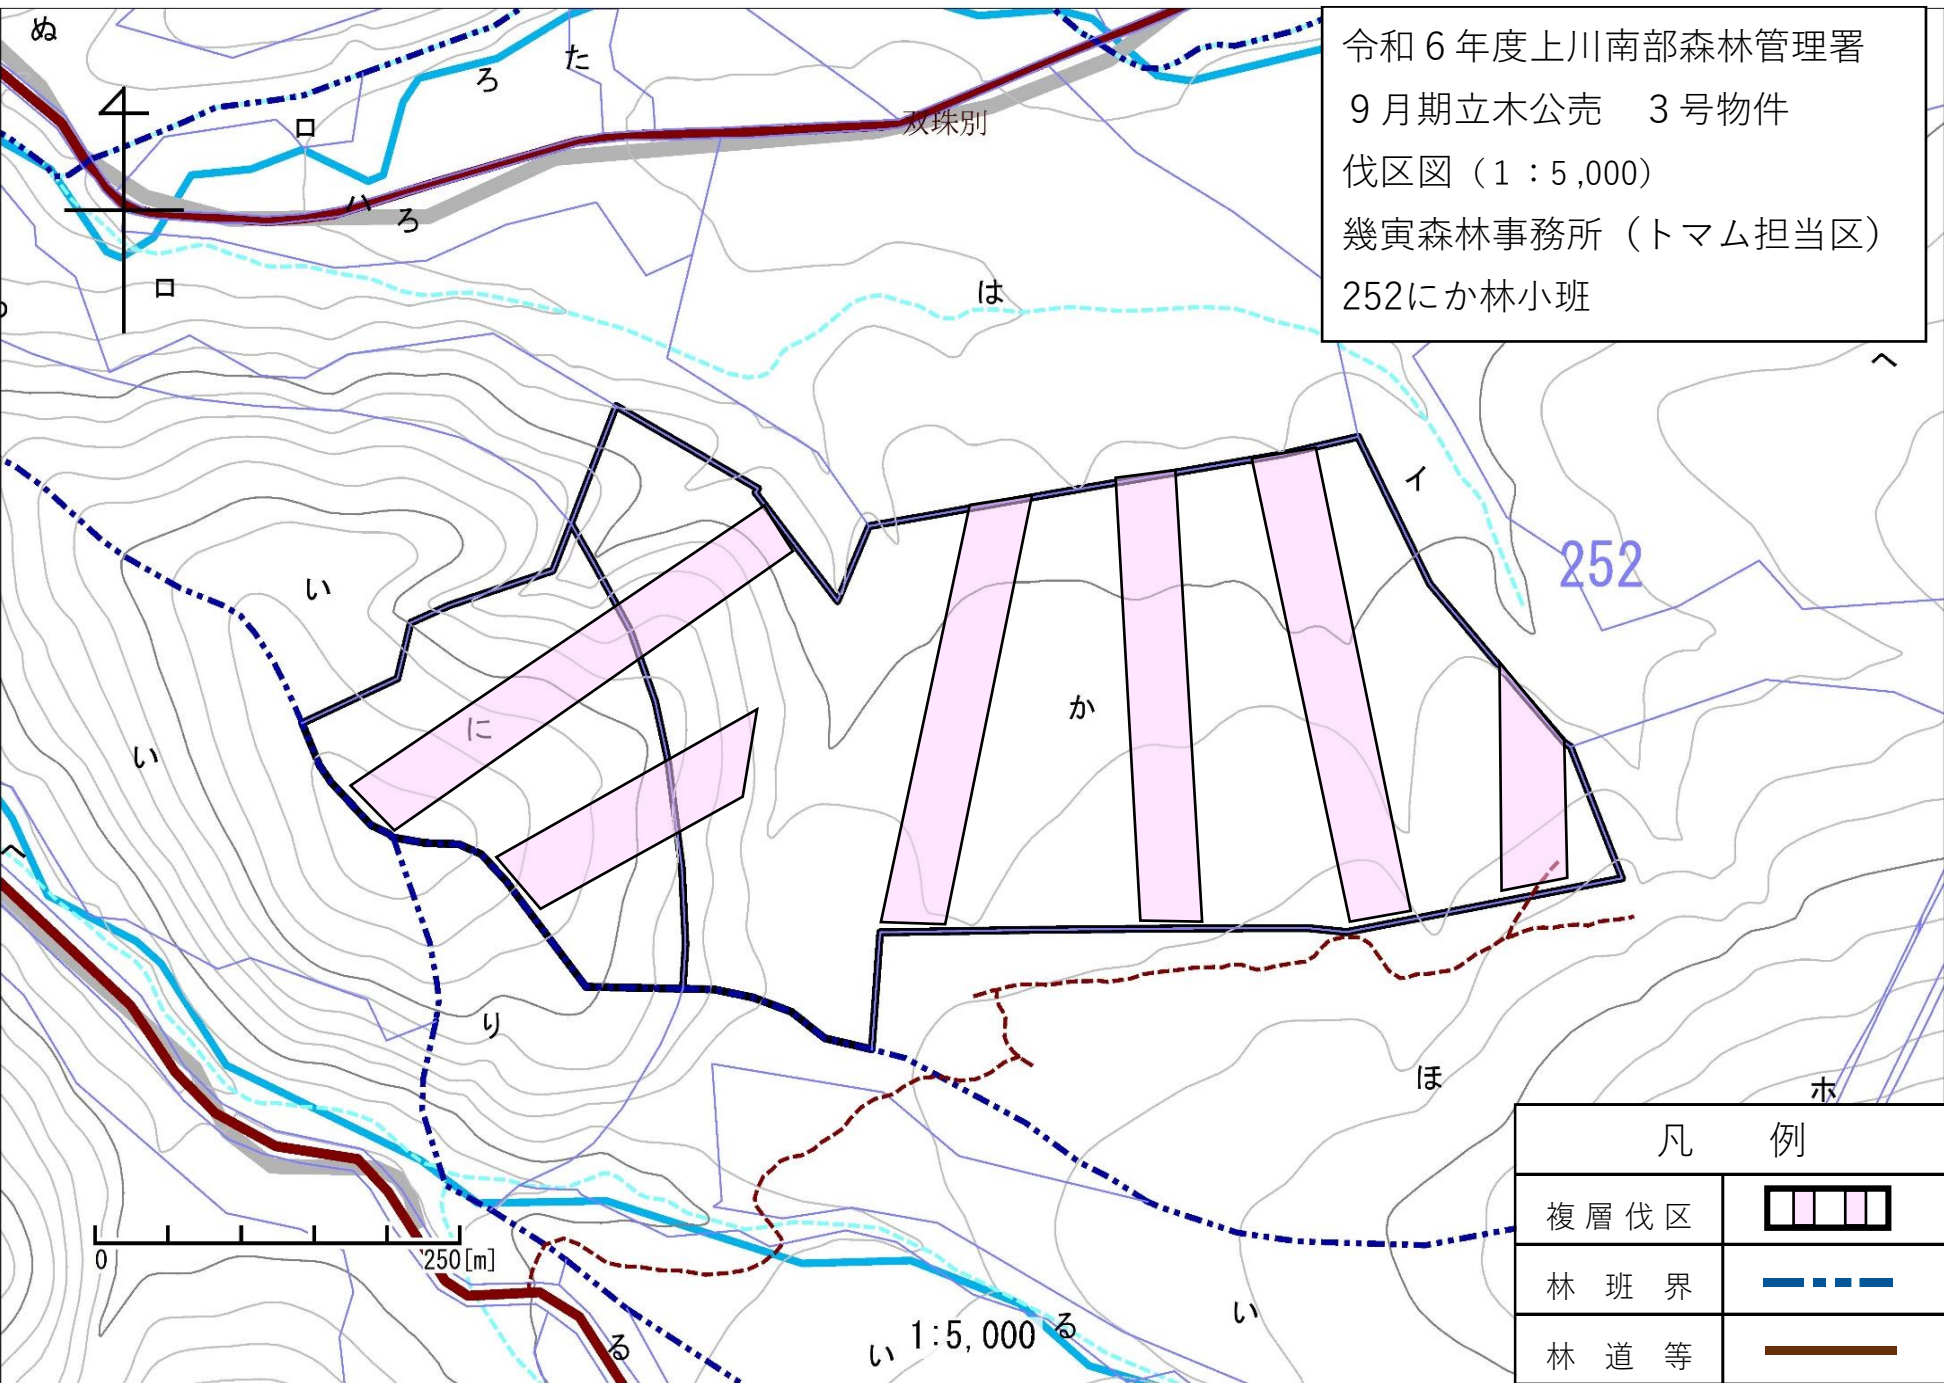 令和６年度上川南部森林管理署
９月期立木公売　３号物件
伐区図（１：５,000）
幾寅森林事務所（トマム担当区）
252にか林小班
ぬ
た
ろ
ロ
双珠別
ハ
ろ
ロ
は
ヘ
イ
252
い
に
か
い
ヘ
り
ほ
ホ
凡　例
複層伐区
林班界
林道等
0
250[m]
る
い
1:5,000
る
い